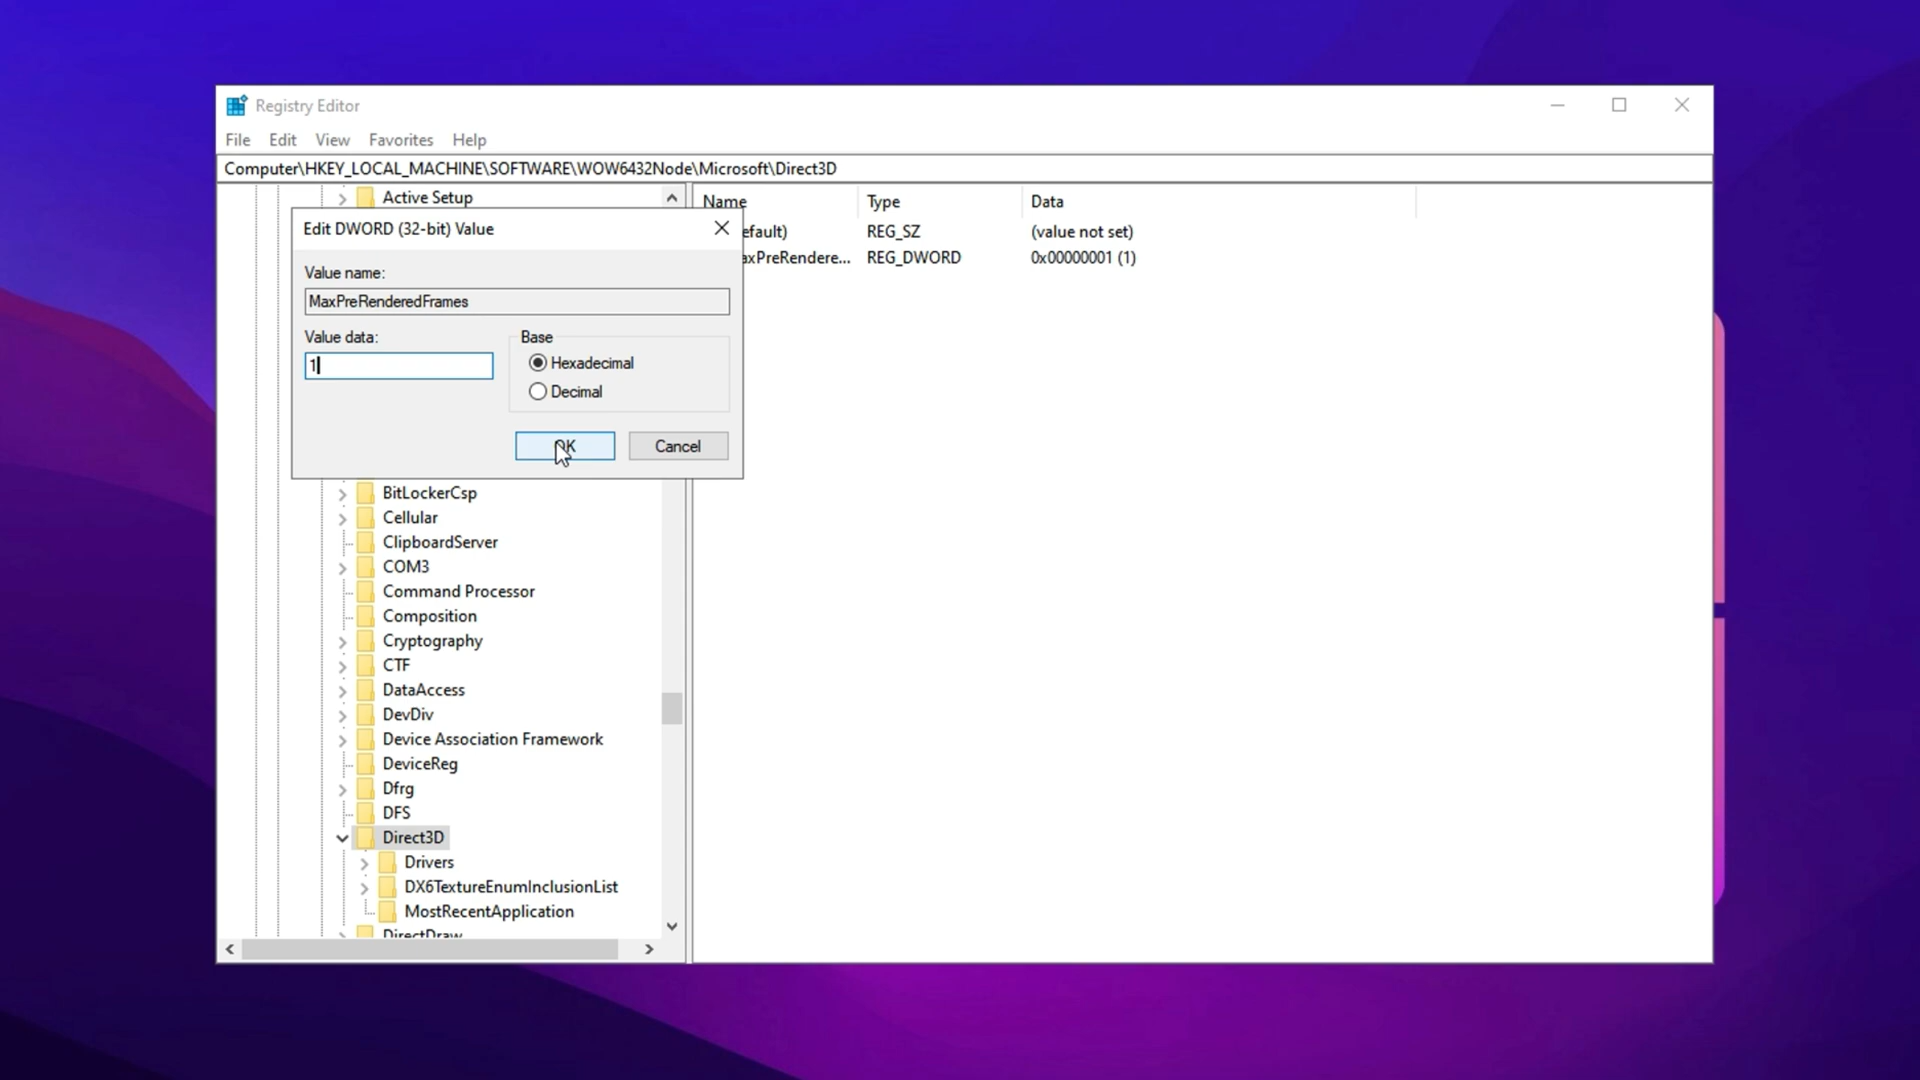 Registry Editor
File Edit View Favorites Help
Computer\HKEY_LOCAL_MACHINE\SOFTWARE\WOW6432Node\Microsoft\Direct3D
Active Setup
Name Type Data
efault) REG_SZ (value not set)
axPreRendere... REG_DWORD 0x00000001 (1)
Edit DWORD (32-bit) Value
Value name:
MaxPreRenderedFrames
Value data:
1
Base
Hexadecimal
Decimal
OK Cancel
BitLockerCsp
Cellular
ClipboardServer
COM3
Command Processor
Composition
Cryptography
CTF
DataAccess
DevDiv
Device Association Framework
DeviceReg
Dfrg
DFS
Direct3D
Drivers
DX6TextureEnumInclusionList
MostRecentApplication
DirectDraw